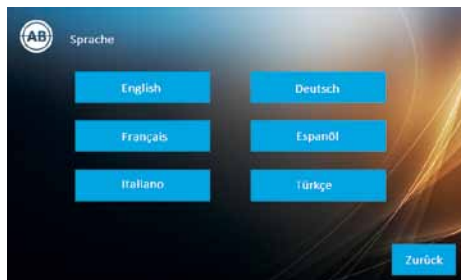 AB
Sprache
English
Deutsch
Français
Espanõl
Italiano
Türkçe
Zurück